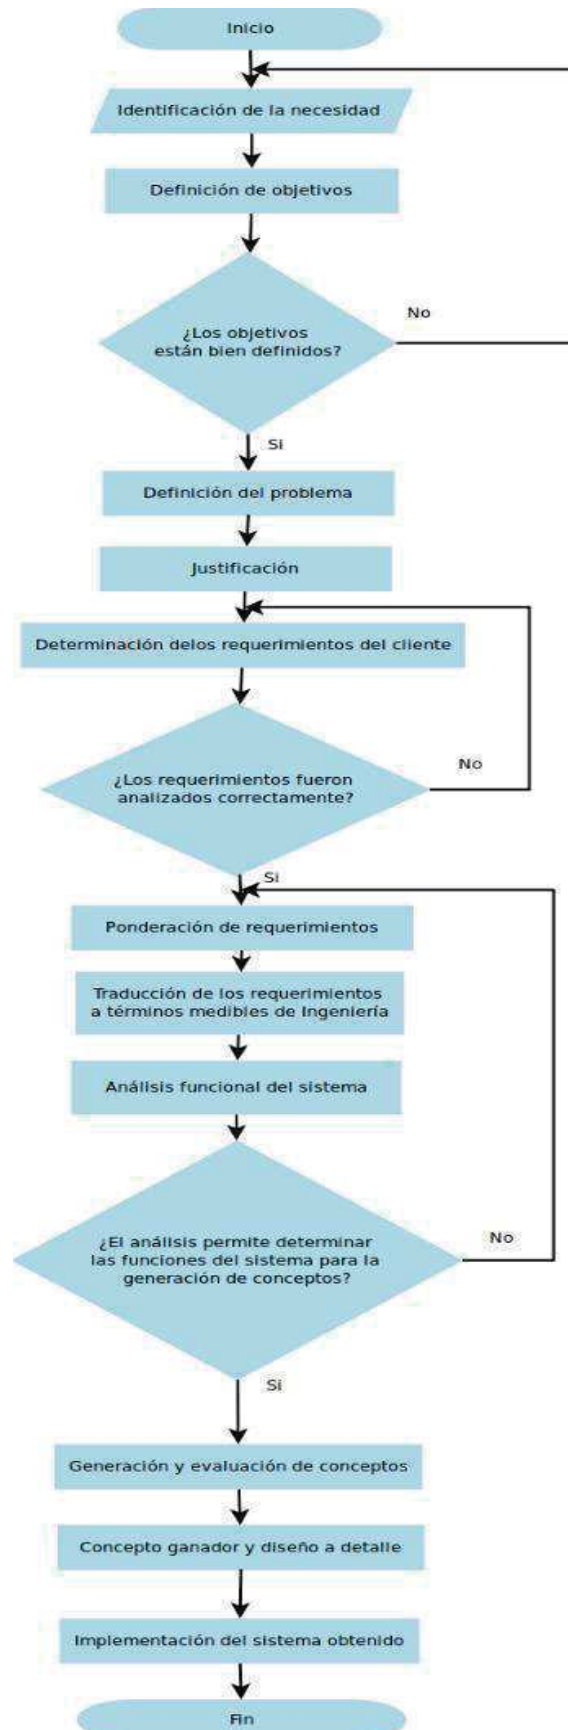 Inicio
Identificación de la necesidad
Definición de objetivos
¿Los objetivos
están bien definidos?
No
Si
Definición del problema
Justificación
Determinación delos requerimientos del cliente
¿Los requerimientos fueron
analizados correctamente?
No
Si
Ponderación de requerimientos
Traducción de los requerimientos
a términos medibles de Ingeniería
Análisis funcional del sistema
¿El análisis permite determinar
las funciones del sistema para la
generación de conceptos?
No
Si
Generación y evaluación de conceptos
Concepto ganador y diseño a detalle
Implementación del sistema obtenido
Fin